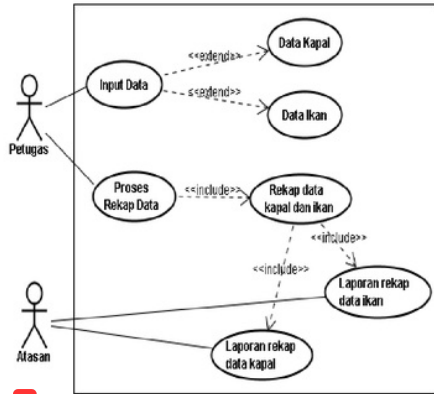 Data Kapal
<<extend>>
Input Data
<<extend>>
Data Ikan
Petugas
Proses
Rekap Data
<<include>>
Rekap data
kapal dan ikan
<<include>>
<<include>>
Laporan rekap
data ikan
Atasan
Laporan rekap
data kapal